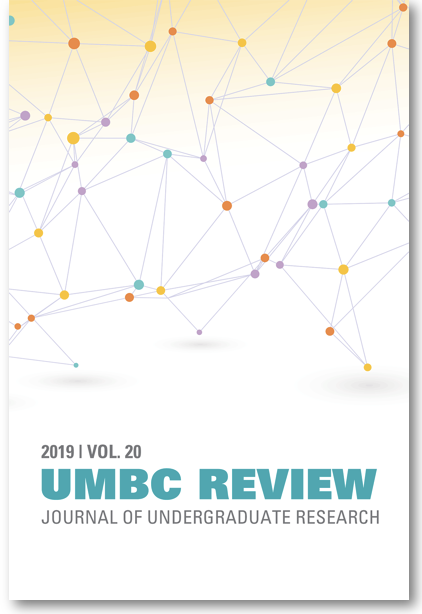 2019 | VOL. 20
UMBC REVIEW
JOURNAL OF UNDERGRADUATE RESEARCH